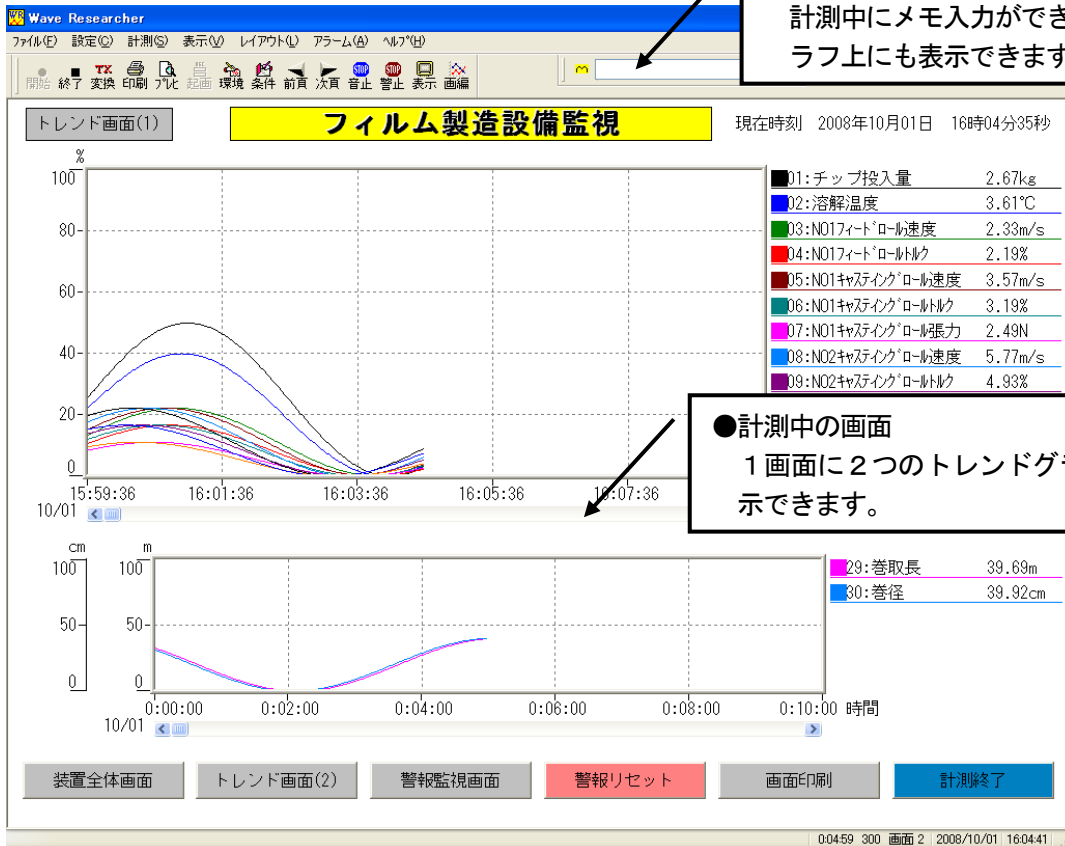 Wave Researcher
ファイル(F) 設定(C) 計測(S) 表示(V) レイアウト(L) アラーム(A) ヘルプ(H)
開始 終了 変換 印刷 プレビ 起画 環境 条件 前頁 次頁 音止 警止 表示 画編
計測中にメモ入力ができ
ラフ上にも表示できます
トレンド画面(1)
フィルム製造設備監視
現在時刻 2008年10月01日 16時04分35秒
%
100
80
60
40
20
0
15:59:36 16:01:36 16:03:36 16:05:36 16:07:36
10/01
01:チップ投入量 2.67kg
02:溶解温度 3.61℃
03:NO1フィードロール速度 2.33m/s
04:NO1フィードロールトルク 2.19%
05:NO1キャスティングロール速度 3.57m/s
06:NO1キャスティングロールトルク 3.19%
07:NO1キャスティングロール張力 2.49N
08:NO2キャスティングロール速度 5.77m/s
09:NO2キャスティングロールトルク 4.93%
●計測中の画面
１画面に２つのトレンドグラ
示できます。
cm m
100 100
50 50
0 0
0:00:00 0:02:00 0:04:00 0:06:00 0:08:00 0:10:00 時間
10/01
29:巻取長 39.69m
30:巻径 39.92cm
装置全体画面 トレンド画面(2) 警報監視画面 警報リセット 画面印刷 計測終了
0:04:59 300 画面 2 2008/10/01 16:04:41